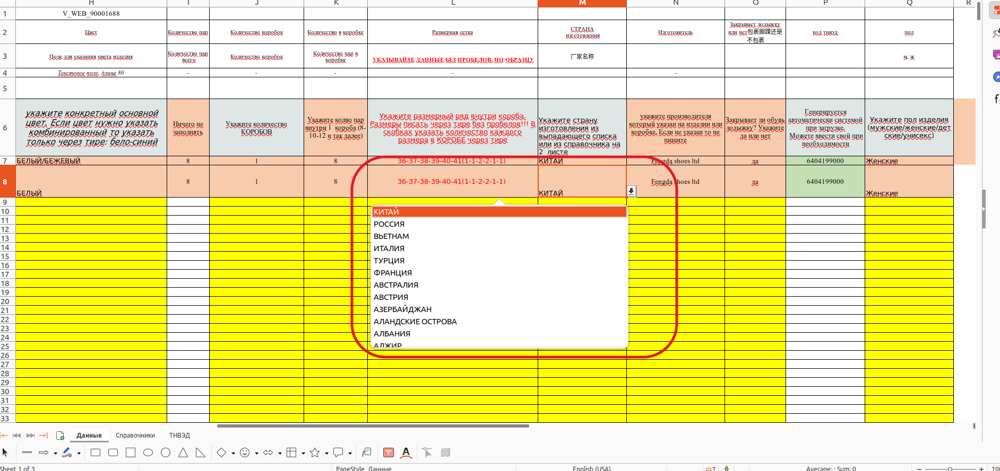 H I J K L M N O P Q R
1 V_WEB_90001688
2 Цвет Количество пар Количество коробок Количество в коробке Размерная сетка СТРАНА изготовления Изготовитель Закрывает лодыжку или нет包裹脚踝还是不包裹 код тнвэд пол
3 Поле для указания цвета изделия Количество пар всего Количество коробок Количество пар в коробке УКАЗЫВАЙТЕ ДАННЫЕ БЕЗ ПРОБЕЛОВ, ПО ОБРАЗЦУ 厂家名称 м, ж
4 Текстовое поле, длина 80 - - - - -
5
6 укажите конкретный основной цвет. Если цвет нужно указать комбинированный то указать только через тире: бело-синий
Ничего не заполнять
Укажите количество КОРОБОВ
Укажите колво пар внутри 1 короба (8-10-12 и так далее)
Укажите размерный ряд внутри короба. Размеры писать через тире без пробелов!!! В скобках указать количество каждого размера в КОРОБЕ через тире
Укажите страну изготовления из выпадающего списка или из справочника на 2 листе
укажите производителя который указан на изделии или коробке. Если не указан то не пишите
Закрывает ли обувь лодыжку? Укажите да или нет
Генерируется автоматически системой при загрузке. Можете ввести свой при необходимости
Укажите пол изделия (мужские/женские/детские/унисекс)
7 БЕЛЫЙ/БЕЖЕВЫЙ 8 1 8 36-37-38-39-40-41(1-1-2-2-1-1) КИТАЙ Fengda shoes ltd да 6404199000 Женские
8 БЕЛЫЙ 8 1 8 36-37-38-39-40-41(1-1-2-2-1-1) КИТАЙ Fengda shoes ltd да 6404199000 Женские
КИТАЙ
РОССИЯ
ВЬЕТНАМ
ИТАЛИЯ
ТУРЦИЯ
ФРАНЦИЯ
АВСТРАЛИЯ
АВСТРИЯ
АЗЕРБАЙДЖАН
АЛАНДСКИЕ ОСТРОВА
АЛБАНИЯ
АЛЖИР
9
10
11
12
13
14
15
16
17
18
19
20
21
22
23
24
25
26
27
28
29
30
31
32
33
Данные Справочники ТНВЭД
Sheet 1 of 3 PageStyle_Данные English (USA) Average: ; Sum: 0